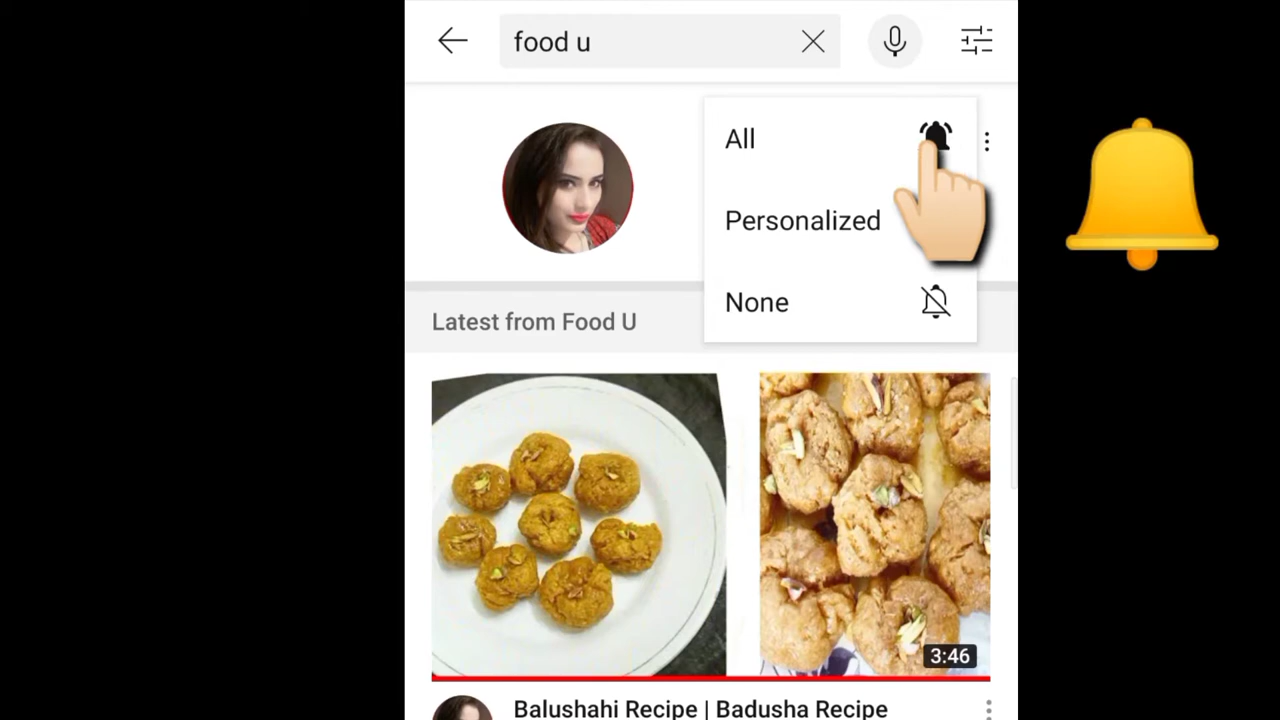 food u
All
Personalized
None
Latest from Food U
3:46
Balushahi Recipe | Badusha Recipe